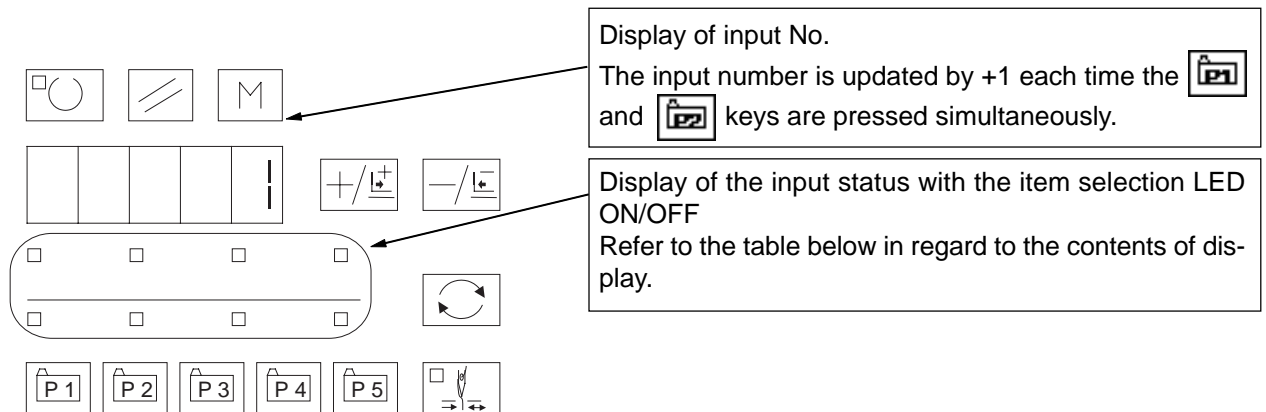 Display of input No.
The input number is updated by +1 each time the P1
and P2 keys are pressed simultaneously.
M
1
+/ −/
Display of the input status with the item selection LED
ON/OFF
Refer to the table below in regard to the contents of dis-
play.
P 1 P 2 P 3 P 4 P 5